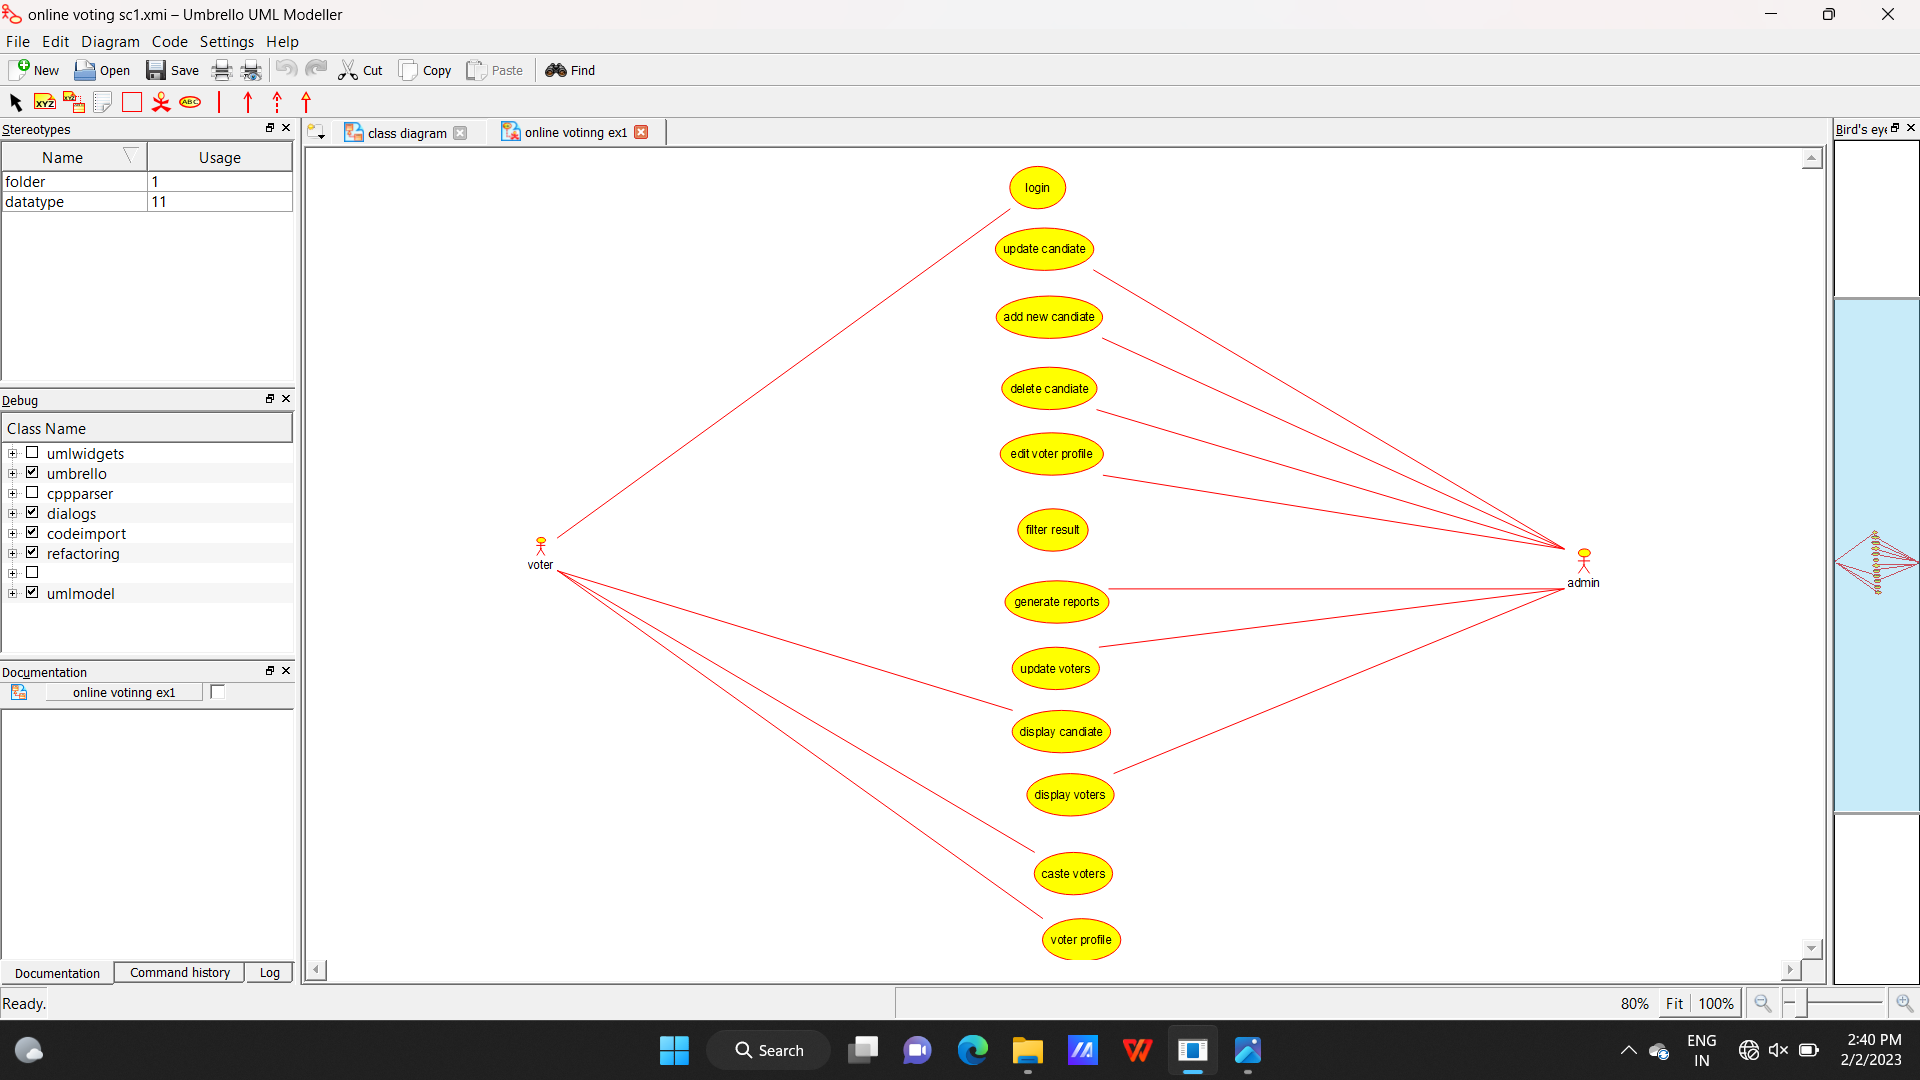 online voting sc1.xmi – Umbrello UML Modeller
File Edit Diagram Code Settings Help
New Open Save Cut Copy Paste Find
XYZ XYZ ABC
Stereotypes
Name Usage
folder 1
datatype 11
Debug
Class Name
umlwidgets
umbrello
cppparser
dialogs
codeimport
refactoring
umlmodel
Documentation
online votinng ex1
Documentation Command history Log
class diagram online votinng ex1
login
update candiate
add new candiate
delete candiate
edit voter profile
filter result
generate reports
update voters
display candiate
display voters
caste voters
voter profile
voter
admin
Bird's eye
Ready.
80% Fit 100%
Search
ENG
IN
2:40 PM
2/2/2023